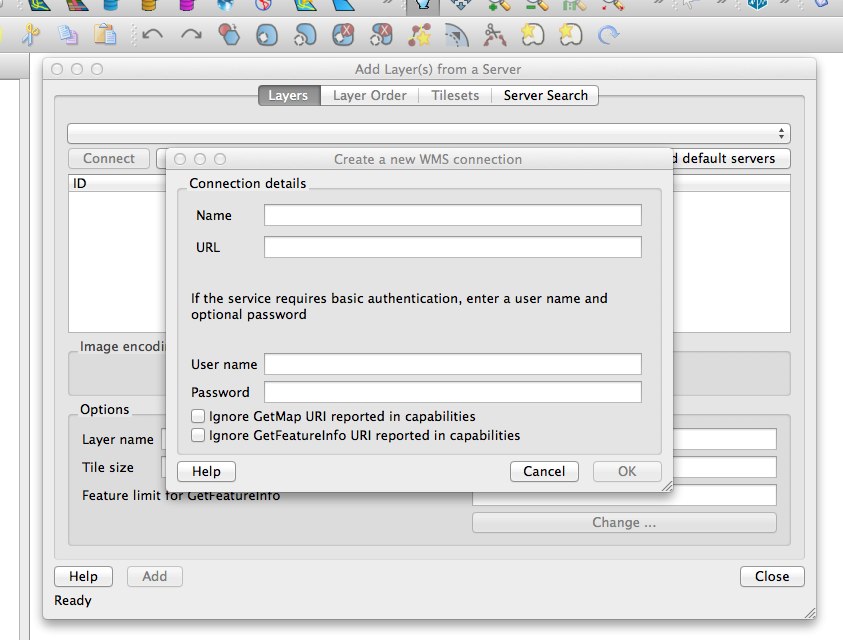 Add Layer(s) from a Server
Layers
Layer Order
Tilesets
Server Search
Connect
default servers
ID
Create a new WMS connection
Connection details
Name
URL
If the service requires basic authentication, enter a user name and
optional password
User name
Password
Ignore GetMap URI reported in capabilities
Ignore GetFeatureInfo URI reported in capabilities
Help
Cancel
OK
Image encodi
Options
Layer name
Tile size
Feature limit for GetFeatureInfo
Change ...
Help
Add
Close
Ready